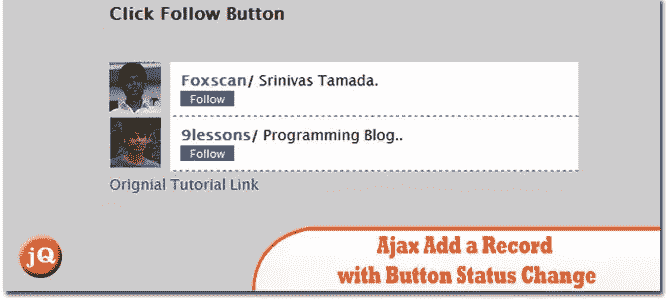 Click Follow Button
Foxscan/ Srinivas Tamada.
Follow
9lessons/ Programming Blog..
Follow
Orignial Tutorial Link
jQ
Ajax Add a Record
with Button Status Change